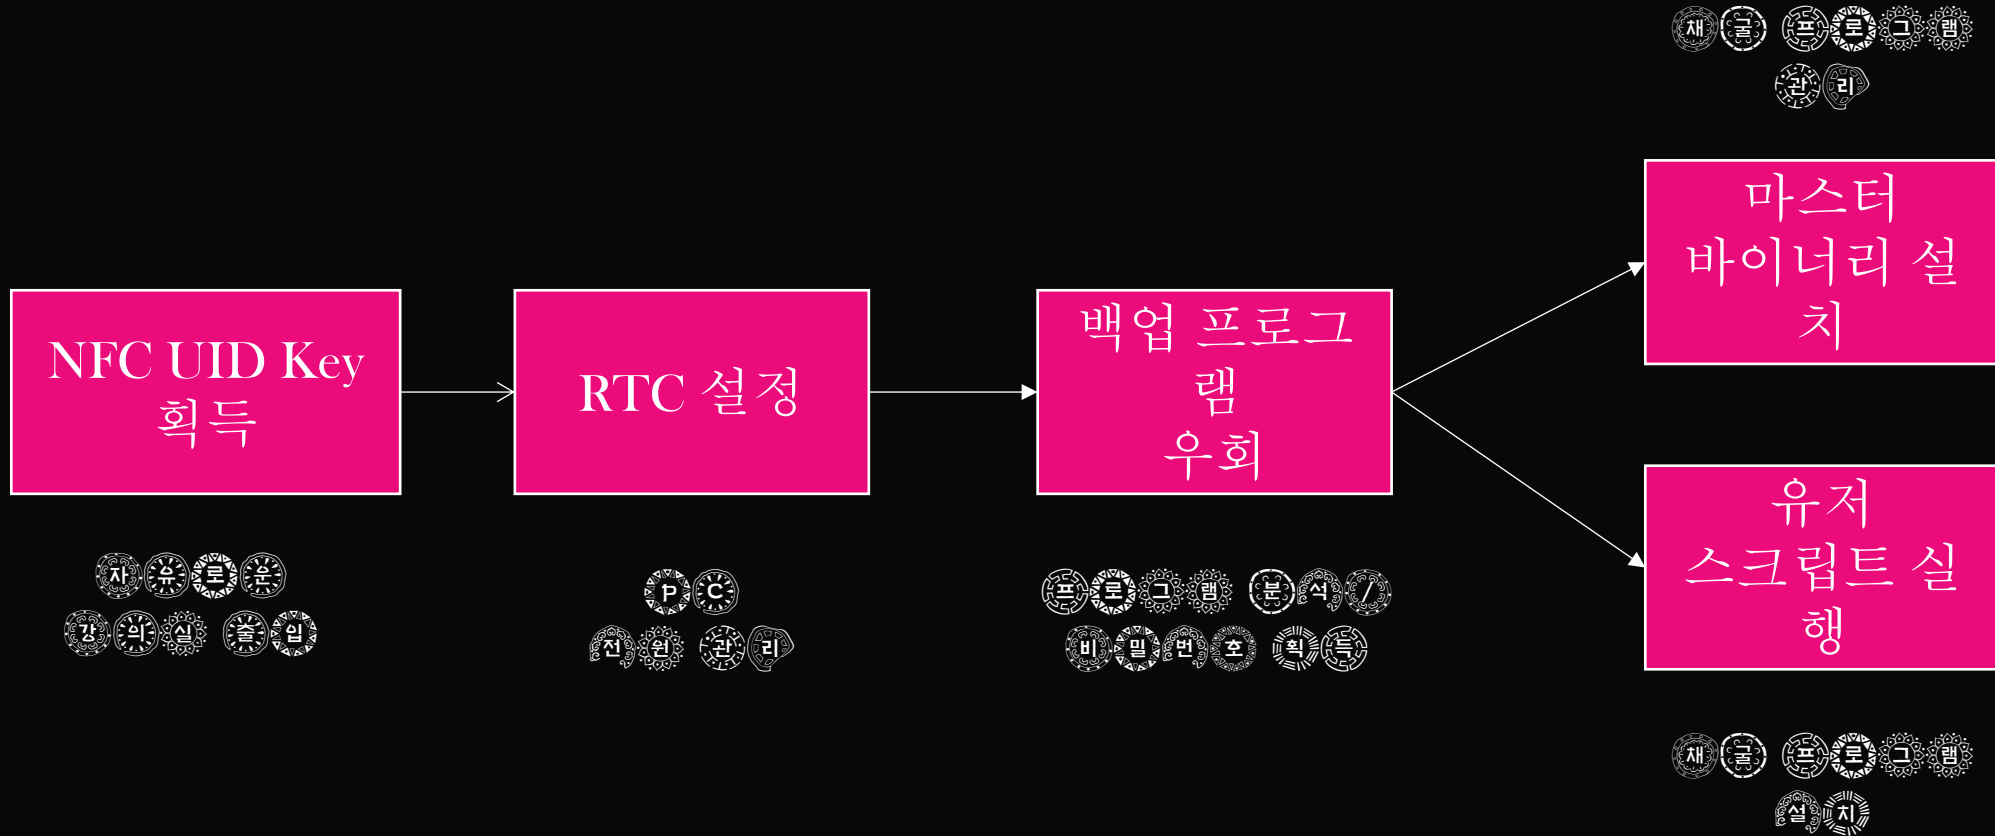 NFC UID Key
획득
자유로운
강의실 출입
RTC 설정
PC
전원 관리
백업 프로그
램
우회
프로그램 분석/
비밀번호 획득
채굴 프로그램
관리
마스터
바이너리 설
치
유저
스크립트 실
행
채굴 프로그램
설치